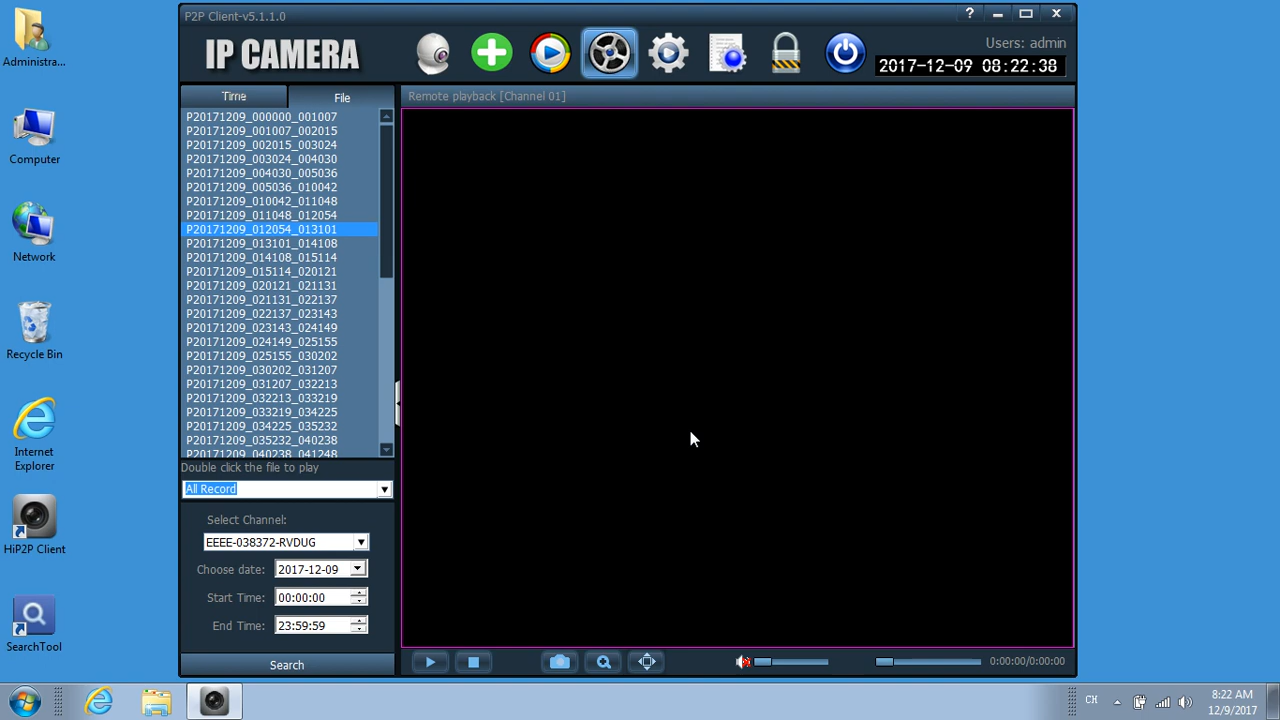 P2P Client-v5.1.1.0
?
IP CAMERA
Users: admin
2017-12-09 08:22:38
Time
File
Remote playback [Channel 01]
P20171209_000000_001007
P20171209_001007_002015
P20171209_002015_003024
P20171209_003024_004030
P20171209_004030_005036
P20171209_005036_010042
P20171209_010042_011048
P20171209_011048_012054
P20171209_012054_013101
P20171209_013101_014108
P20171209_014108_015114
P20171209_015114_020121
P20171209_020121_021131
P20171209_021131_022137
P20171209_022137_023143
P20171209_023143_024149
P20171209_024149_025155
P20171209_025155_030202
P20171209_030202_031207
P20171209_031207_032213
P20171209_032213_033219
P20171209_033219_034225
P20171209_034225_035232
P20171209_035232_040238
P20171209_040238_041248
Double click the file to play
All Record
Select Channel:
EEEE-038372-RVDUG
Choose date: 2017-12-09
Start Time: 00:00:00
End Time: 23:59:59
Search
0:00:00/0:00:00
Administra...
Computer
Network
Recycle Bin
Internet
Explorer
HiP2P Client
SearchTool
CH
8:22 AM
12/9/2017